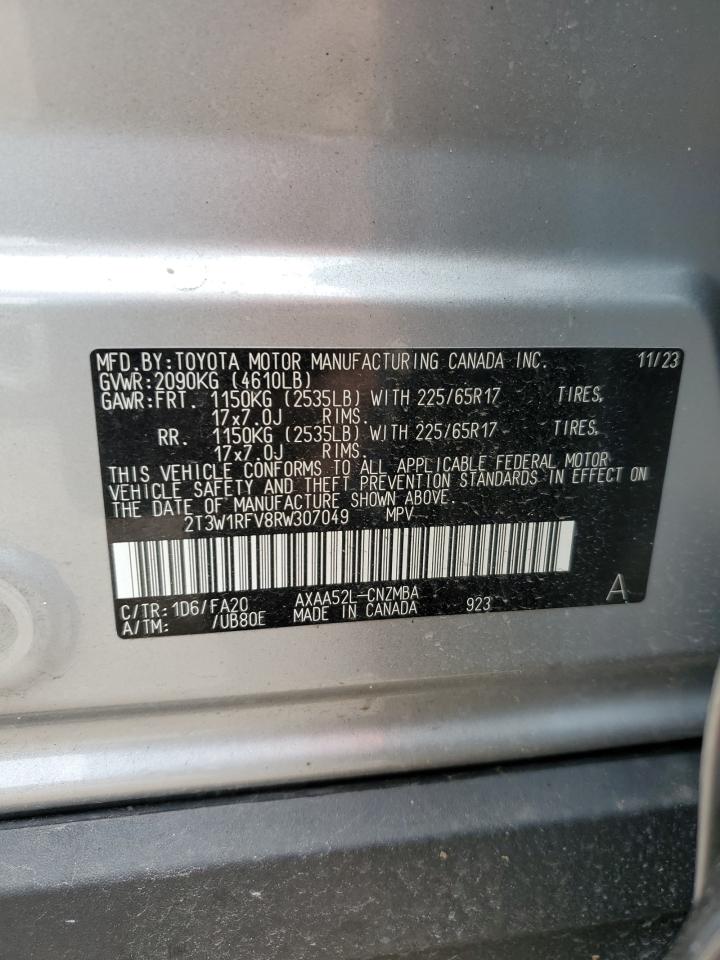 MFD.BY:TOYOTA MOTOR MANUFACTURING CANADA INC. 11/23
GVWR:2090KG (4610LB)
GAWR:FRT. 1150KG (2535LB) WITH 225/65R17 TIRES,
17x7.0J RIMS.
RR. 1150KG (2535LB) WITH 225/65R17 TIRES,
17x7.0J RIMS.
THIS VEHICLE CONFORMS TO ALL APPLICABLE FEDERAL MOTOR
VEHICLE SAFETY AND THEFT PREVENTION STANDARDS IN EFFECT ON
THE DATE OF MANUFACTURE SHOWN ABOVE.
2T3W1RFV8RW307049 MPV
C/TR:1D6/FA20 AXAA52L-CNZMBA
A/TM: /UB80E MADE IN CANADA 923 A